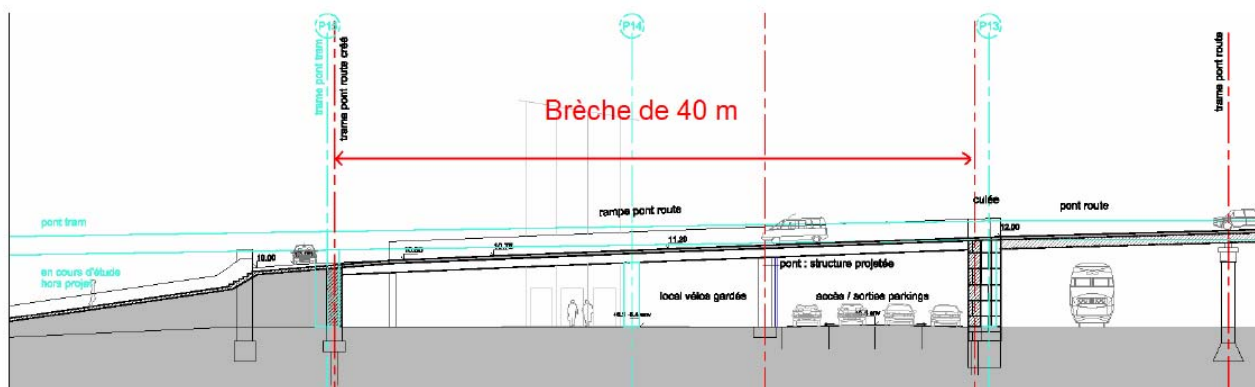 P15
P14
P13
trame pont tram
trame pont route créé
trame pont route
Brèche de 40 m
pont tram
rampe pont route
culée
pont route
12.00
11.20
10.75
10.00
en cours d'étude
hors projet
pont : structure projetée
local vélos gardés
accès / sorties parkings